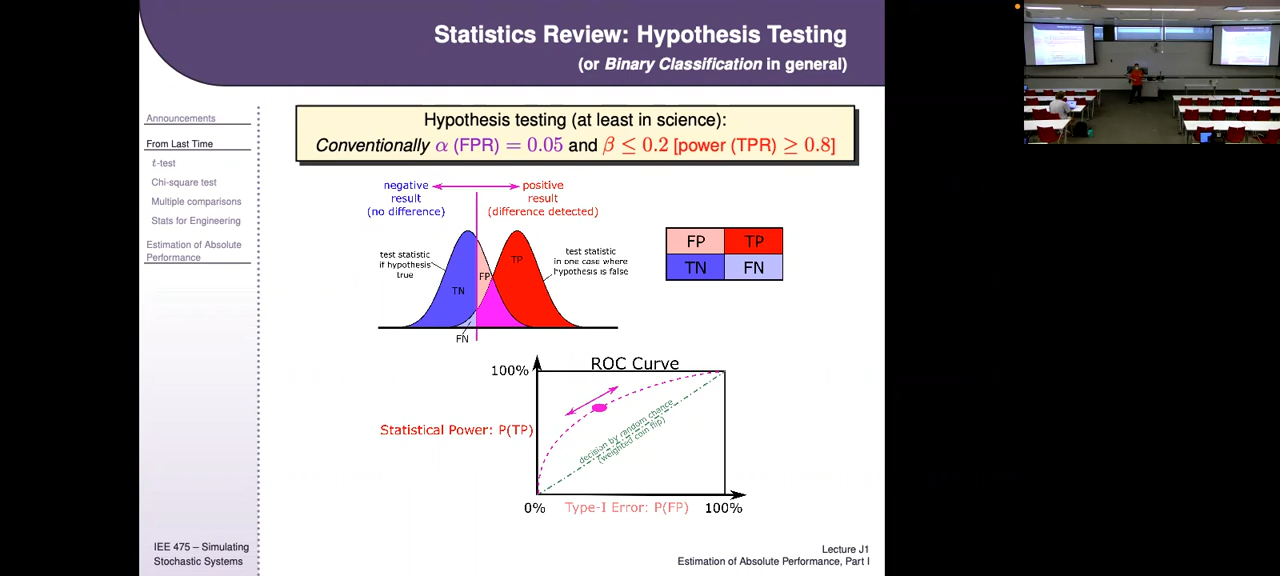 Statistics Review: Hypothesis Testing
(or Binary Classification in general)
Announcements
From Last Time
t-test
Chi-square test
Multiple comparisons
Stats for Engineering
Estimation of Absolute
Performance
Hypothesis testing (at least in science):
Conventionally α (FPR) = 0.05 and β ≤ 0.2 [power (TPR) ≥ 0.8]
negative
result
(no difference)
positive
result
(difference detected)
test statistic
if hypothesis
true
test statistic
in one case where
hypothesis is false
TN
FP
TP
FN
FP TP
TN FN
ROC Curve
100%
Statistical Power: P(TP)
decision by random chance
(weighted coin flip)
0%
Type-I Error: P(FP)
100%
IEE 475 – Simulating
Stochastic Systems
Lecture J1
Estimation of Absolute Performance, Part I